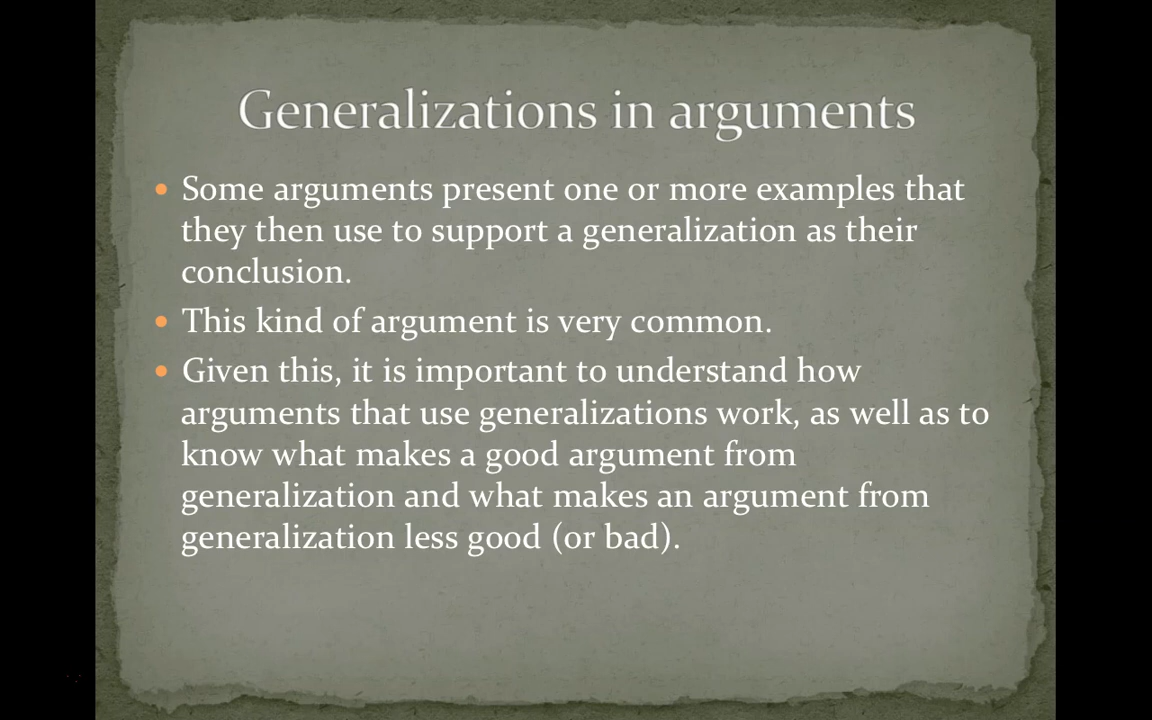 Generalizations in arguments
Some arguments present one or more examples that
they then use to support a generalization as their
conclusion.
This kind of argument is very common.
Given this, it is important to understand how
arguments that use generalizations work, as well as to
know what makes a good argument from
generalization and what makes an argument from
generalization less good (or bad).